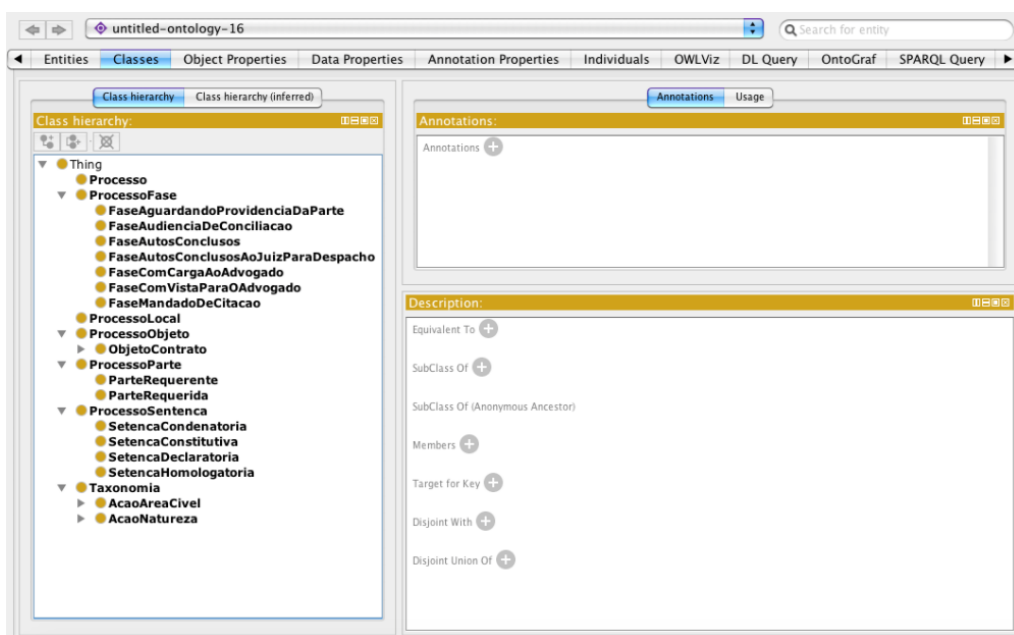 untitled-ontology-16
Search for entity
Entities Classes Object Properties Data Properties Annotation Properties Individuals OWLViz DL Query OntoGraf SPARQL Query
Class hierarchy Class hierarchy (inferred)
Class hierarchy:
Thing
Processo
ProcessoFase
FaseAguardandoProvidenciaDaParte
FaseAudienciaDeConciliacao
FaseAutosConclusos
FaseAutosConclusosAoJuizParaDespacho
FaseComCargaAoAdvogado
FaseComVistaParaOAdvogado
FaseMandadoDeCitacao
ProcessoLocal
ProcessoObjeto
ObjetoContrato
ProcessoParte
ParteRequerente
ParteRequerida
ProcessoSentenca
SetencaCondenatoria
SetencaConstitutiva
SetencaDeclaratoria
SetencaHomologatoria
Taxonomia
AcaoAreaCivel
AcaoNatureza
Annotations Usage
Annotations:
Annotations
Description:
Equivalent To
SubClass Of
SubClass Of (Anonymous Ancestor)
Members
Target for Key
Disjoint With
Disjoint Union Of